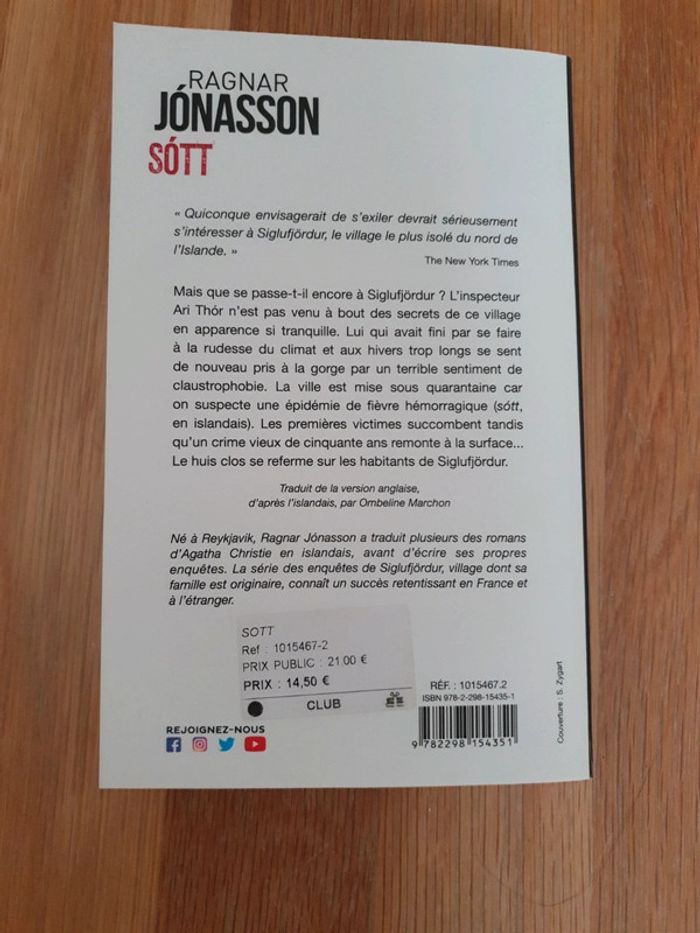 RAGNAR
JÓNASSON
SÓTT
« Quiconque envisagerait de s'exiler devrait sérieusement
s'intéresser à Siglufjördur, le village le plus isolé du nord de
l'Islande. »
The New York Times
Mais que se passe-t-il encore à Siglufjördur ? L'inspecteur
Ari Thór n'est pas venu à bout des secrets de ce village
en apparence si tranquille. Lui qui avait fini par se faire
à la rudesse du climat et aux hivers trop longs se sent
de nouveau pris à la gorge par un terrible sentiment de
claustrophobie. La ville est mise sous quarantaine car
on suspecte une épidémie de fièvre hémorragique (sótt,
en islandais). Les premières victimes succombent tandis
qu'un crime vieux de cinquante ans remonte à la surface...
Le huis clos se referme sur les habitants de Siglufjördur.
Traduit de la version anglaise,
d'après l'islandais, par Ombeline Marchon
Né à Reykjavik, Ragnar Jónasson a traduit plusieurs des romans
d'Agatha Christie en islandais, avant d'écrire ses propres
enquêtes. La série des enquêtes de Siglufjördur, village dont sa
famille est originaire, connaît un succès retentissant en France et
à l'étranger.
SOTT
Ref : 1015467-2
PRIX PUBLIC : 21.00 €
PRIX : 14,50 €
CLUB
RÉF. : 1015467.2
ISBN 978-2-298-15435-1
9 782298 154351
Couverture : S. Zygart
REJOIGNEZ-NOUS